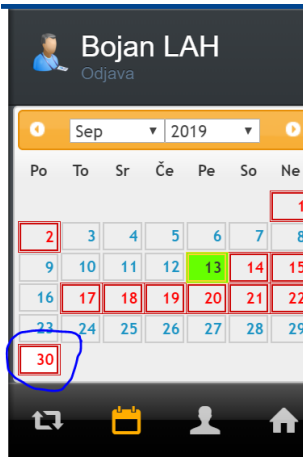 Bojan LAH
Odjava
Sep 2019
Po To Sr Če Pe So Ne
1
2 3 4 5 6 7 8
9 10 11 12 13 14 15
16 17 18 19 20 21 22
23 24 25 26 27 28 29
30